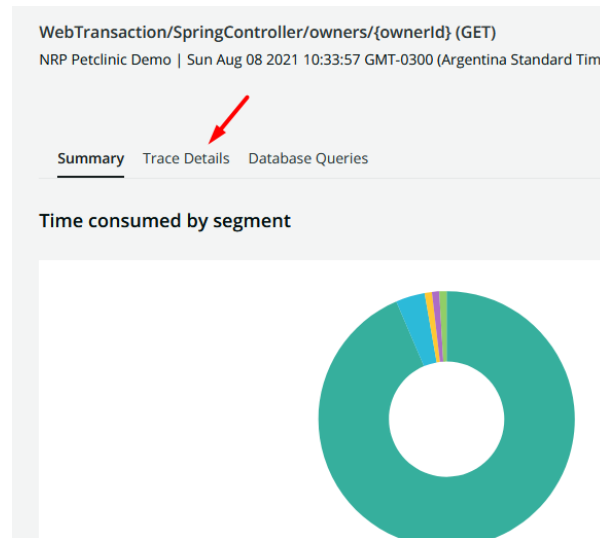 WebTransaction/SpringController/owners/{ownerId} (GET)
NRP Petclinic Demo | Sun Aug 08 2021 10:33:57 GMT-0300 (Argentina Standard Tim
Summary Trace Details Database Queries
Time consumed by segment